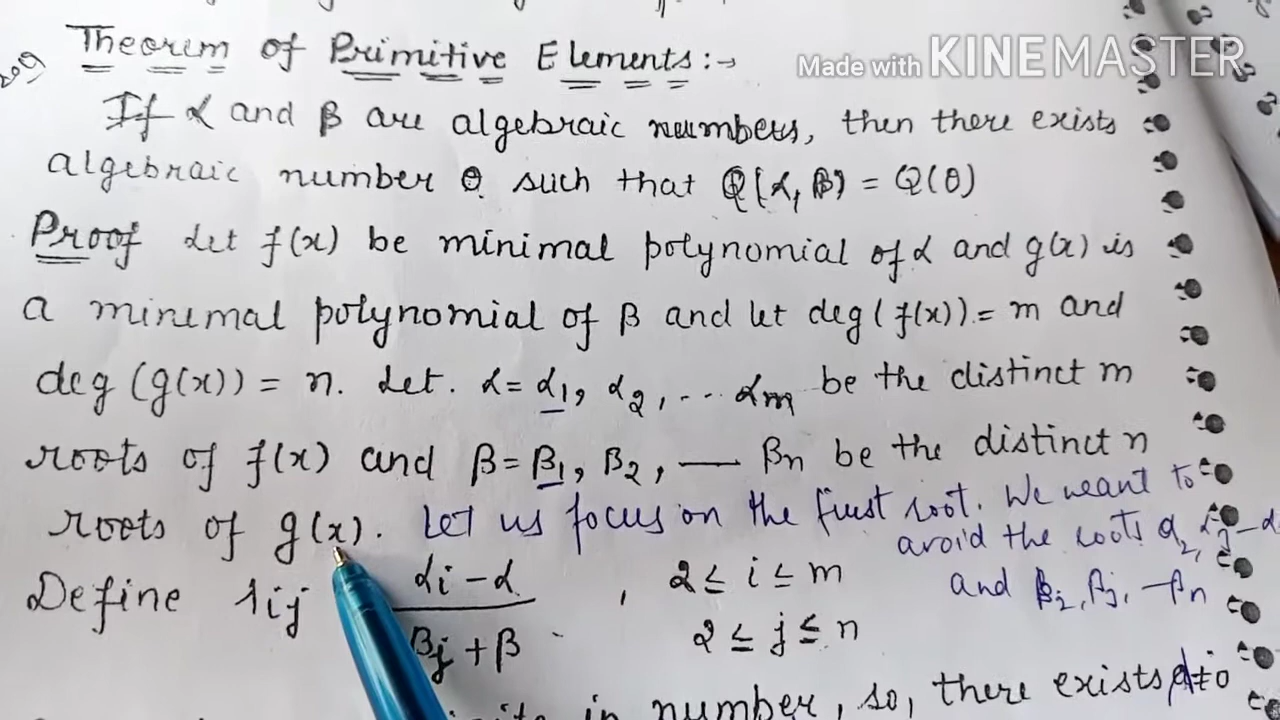 Theorem of Primitive Elements:→
Made with KINEMASTER
209
If α and β are algebraic numbers, then there exists
algebraic number θ such that Q(α, β) = Q(θ)
Proof Let f(x) be minimal polynomial of α and g(x) is
a minimal polynomial of β and let deg(f(x)) = m and
deg (g(x)) = n. Let. α = α1, α2, ... αm be the distinct m
roots of f(x) and β = β1, β2, — βn be the distinct n
roots of g(x). Let us focus on the first root. We want to
avoid the roots α2,
and β2, βj, - βn
Define λij αi - α / βj + β , 2 ≤ i ≤ m
2 ≤ j ≤ n
in number, so, there exists ≠ 0